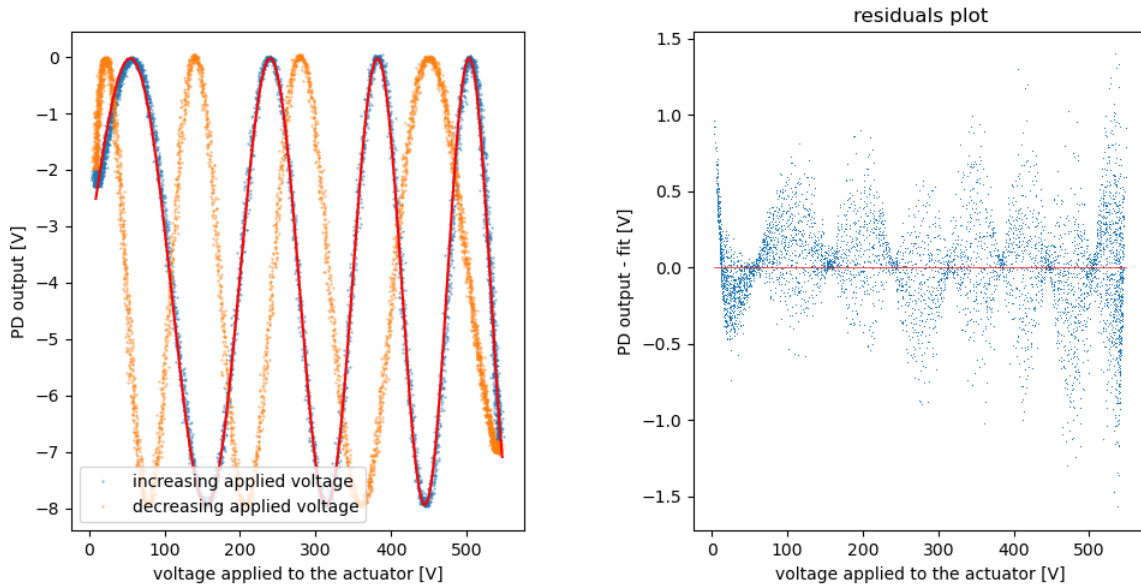 0
−1
−2
−3
−4
−5
−6
−7
−8
PD output [V]
increasing applied voltage
decreasing applied voltage
0 100 200 300 400 500
voltage applied to the actuator [V]
residuals plot
1.5
1.0
0.5
0.0
−0.5
−1.0
−1.5
PD output - fit [V]
0 100 200 300 400 500
voltage applied to the actuator [V]